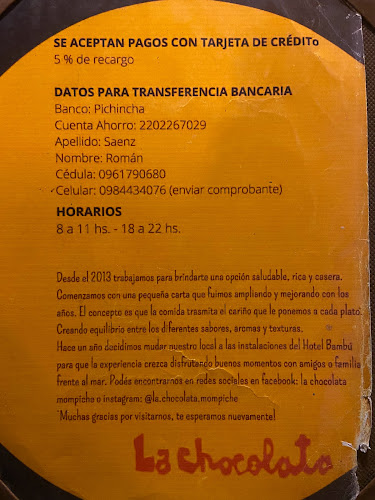 SE ACEPTAN PAGOS CON TARJETA DE CRÉDITO
5 % de recargo
DATOS PARA TRANSFERENCIA BANCARIA
Banco: Pichincha
Cuenta Ahorro: 2202267029
Apellido: Saenz
Nombre: Román
Cédula: 0961790680
Celular: 0984434076 (enviar comprobante)
HORARIOS
8 a 11 hs. - 18 a 22 hs.
Desde el 2013 trabajamos para brindarte una opción saludable, rica y casera.
Comenzamos con una pequeña carta que fuimos ampliando y mejorando con los
años. El concepto es que la comida trasmita el cariño que le ponemos a cada plato.
Creando equilibrio entre los diferentes sabores, aromas y texturas.
Hace un año decidimos mudar nuestro local a las instalaciones del Hotel Bambú
para que la experiencia crezca disfrutando buenos momentos con amigos o familia
frente al mar. Podés encontrarnos en redes sociales en facebook: la chocolata
mompiche o instagram: @la.chocolata.mompiche
Muchas gracias por visitarnos, te esperamos nuevamente!
La chocolata